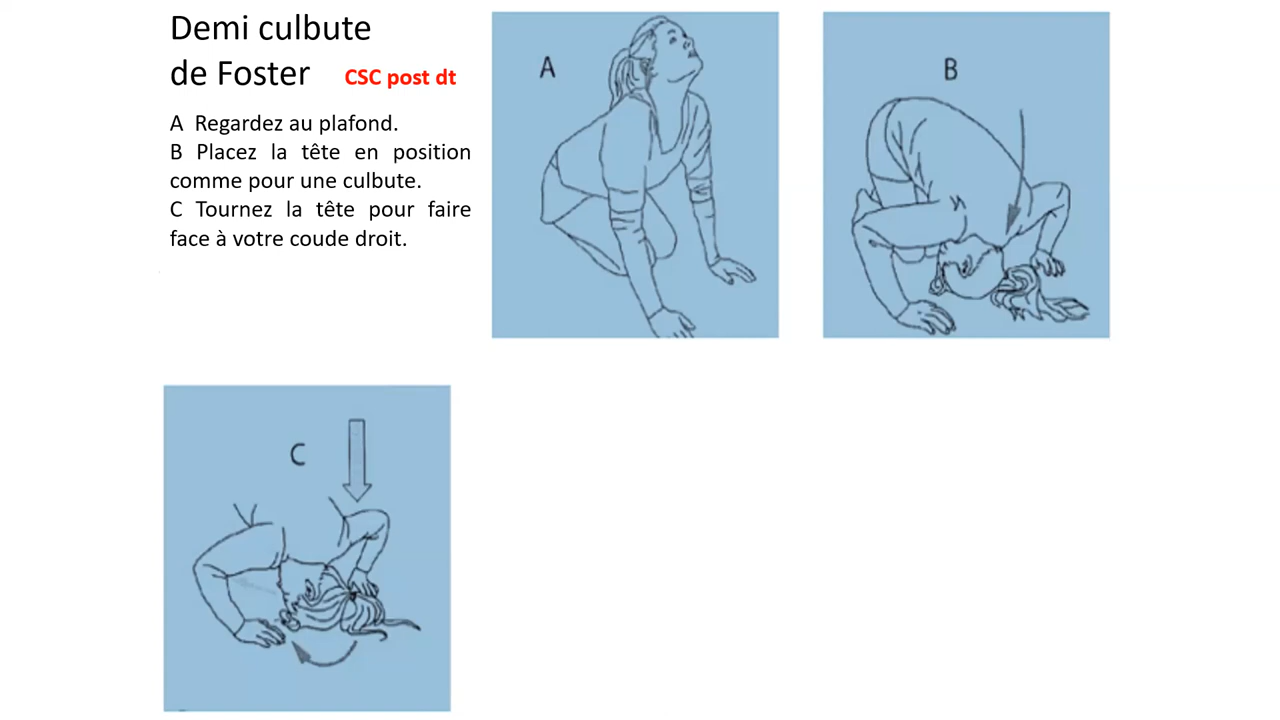 Demi culbute
de Foster CSC post dt
A Regardez au plafond.
B Placez la tête en position
comme pour une culbute.
C Tournez la tête pour faire
face à votre coude droit.
A
B
C